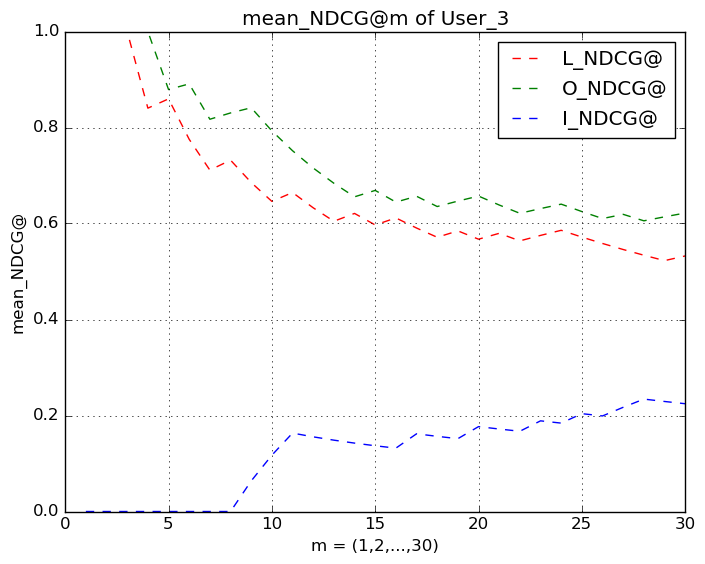 mean_NDCG@m of User_3
L_NDCG@
O_NDCG@
I_NDCG@
mean_NDCG@
1.0
0.8
0.6
0.4
0.2
0.0
0 5 10 15 20 25 30
m = (1,2,...,30)